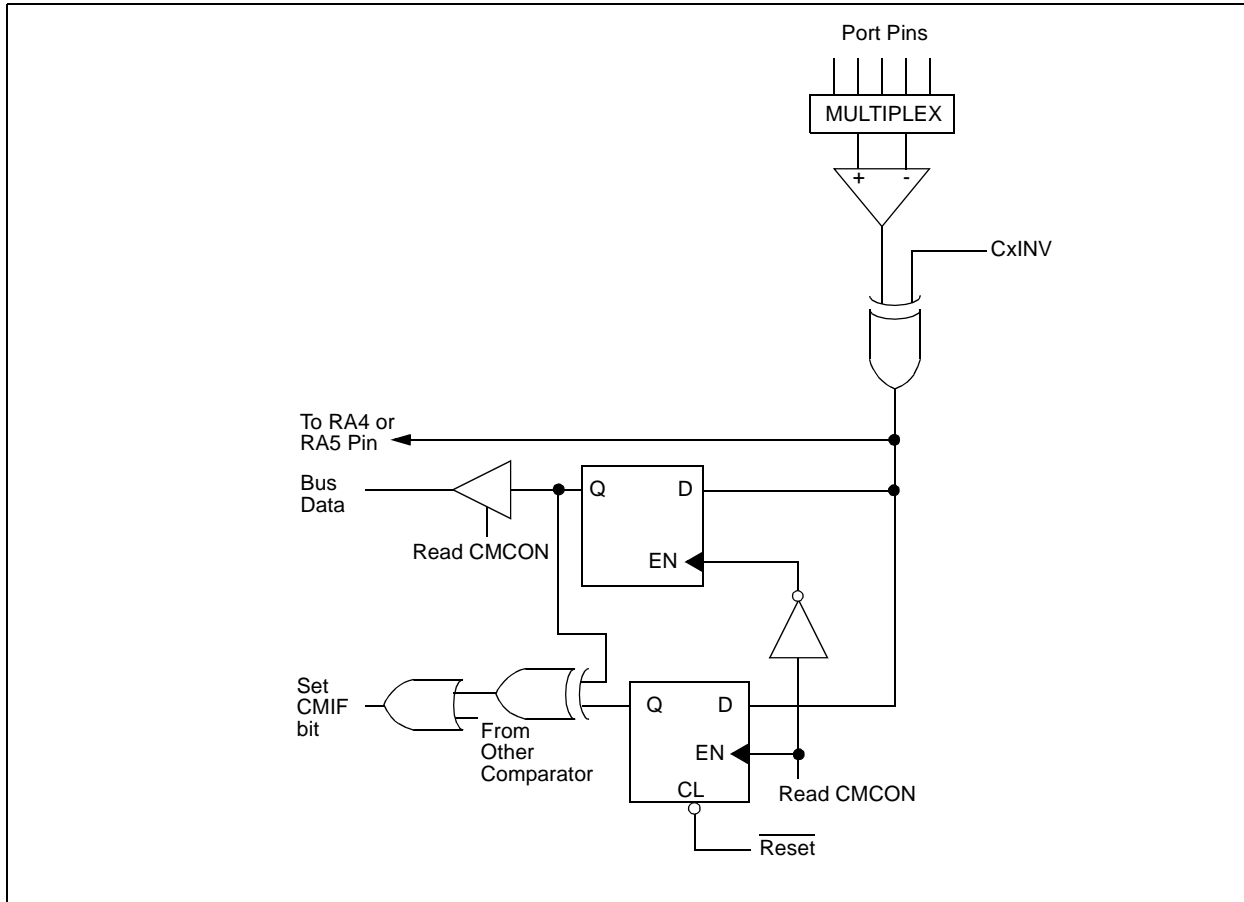 Port Pins
MULTIPLEX
+ -
CxINV
To RA4 or
RA5 Pin
Bus
Data
Q D
EN
Read CMCON
Set
CMIF
bit
From
Other
Comparator
Q D
EN
CL
Read CMCON
Reset